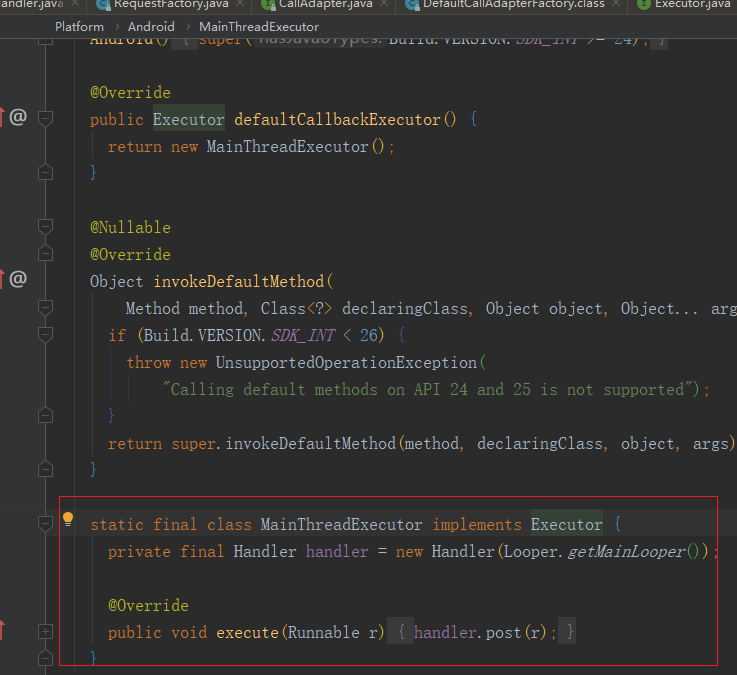 andler.java RequestFactory.java CallAdapter.java DefaultCallAdapterFactory.class Executor.java
Platform Android MainThreadExecutor
Android() { super( hasJava8Types: Build.VERSION.SDK_INT >= 24); }
@Override
public Executor defaultCallbackExecutor() {
return new MainThreadExecutor();
}
@Nullable
@Override
Object invokeDefaultMethod(
Method method, Class<?> declaringClass, Object object, Object... arg
if (Build.VERSION.SDK_INT < 26) {
throw new UnsupportedOperationException(
"Calling default methods on API 24 and 25 is not supported");
}
return super.invokeDefaultMethod(method, declaringClass, object, args)
}
static final class MainThreadExecutor implements Executor {
private final Handler handler = new Handler(Looper.getMainLooper());
@Override
public void execute(Runnable r) { handler.post(r); }
}